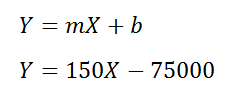 Y = mX + b
Y = 150X − 75000